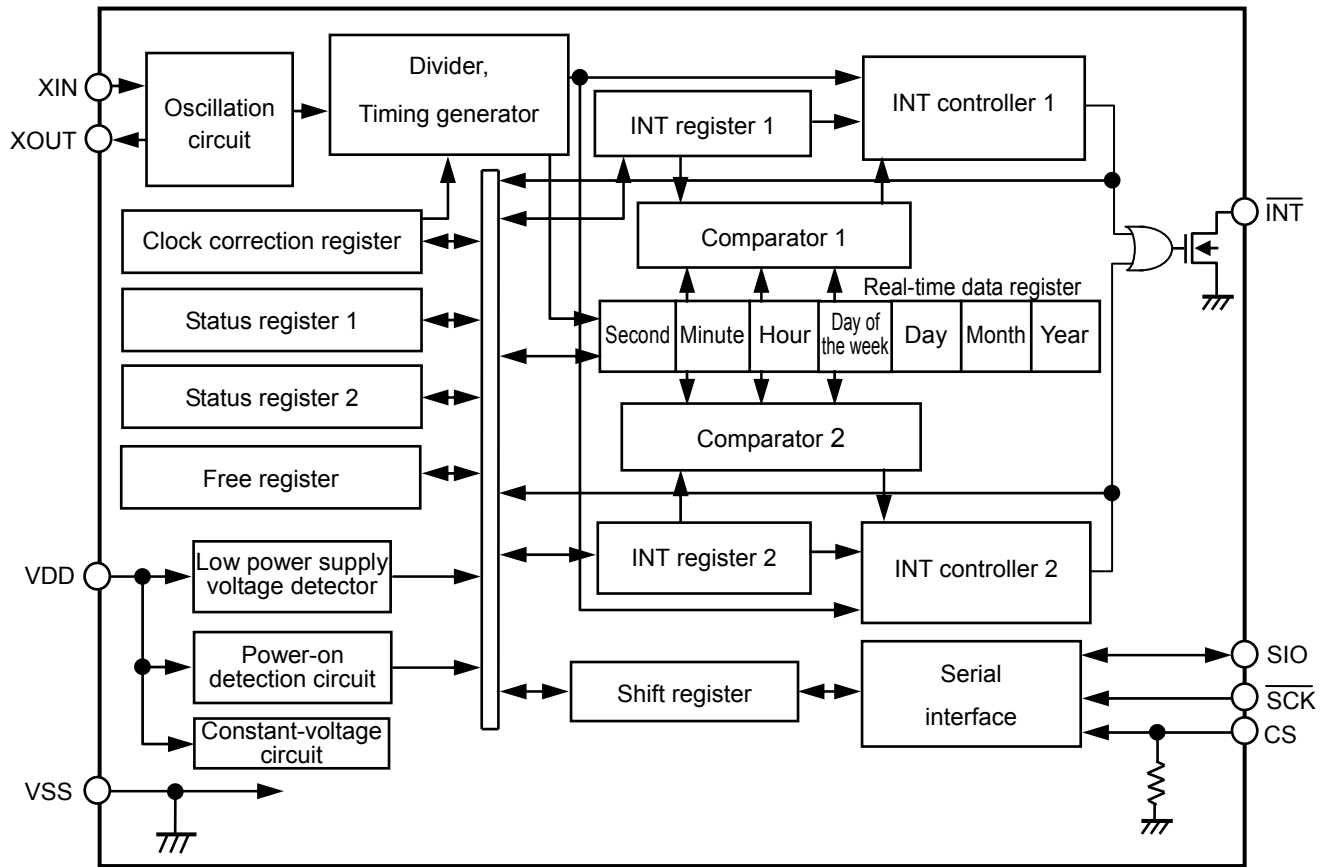 XIN
XOUT
Oscillation
circuit
Divider,
Timing generator
INT register 1
INT controller 1
Clock correction register
Comparator 1
INT
Status register 1
Real-time data register
Second
Minute
Hour
Day of
the week
Day
Month
Year
Status register 2
Comparator 2
Free register
VDD
Low power supply
voltage detector
INT register 2
INT controller 2
Power-on
detection circuit
Shift register
Serial
interface
SIO
SCK
CS
Constant-voltage
circuit
VSS